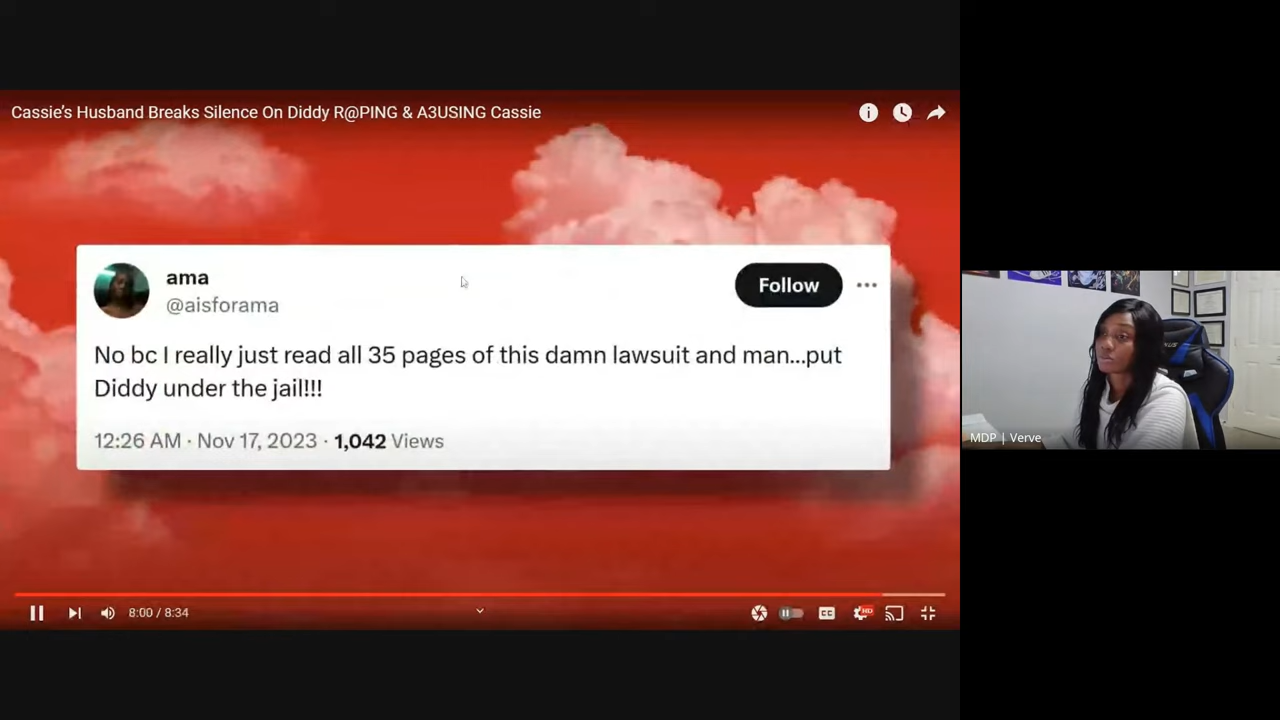 Cassie’s Husband Breaks Silence On Diddy R@PING & A3USING Cassie
ama
@aisforama
Follow
No bc I really just read all 35 pages of this damn lawsuit and man...put
Diddy under the jail!!!
12:26 AM · Nov 17, 2023 · 1,042 Views
MDP | Verve
8:00 / 8:34
CC
HD